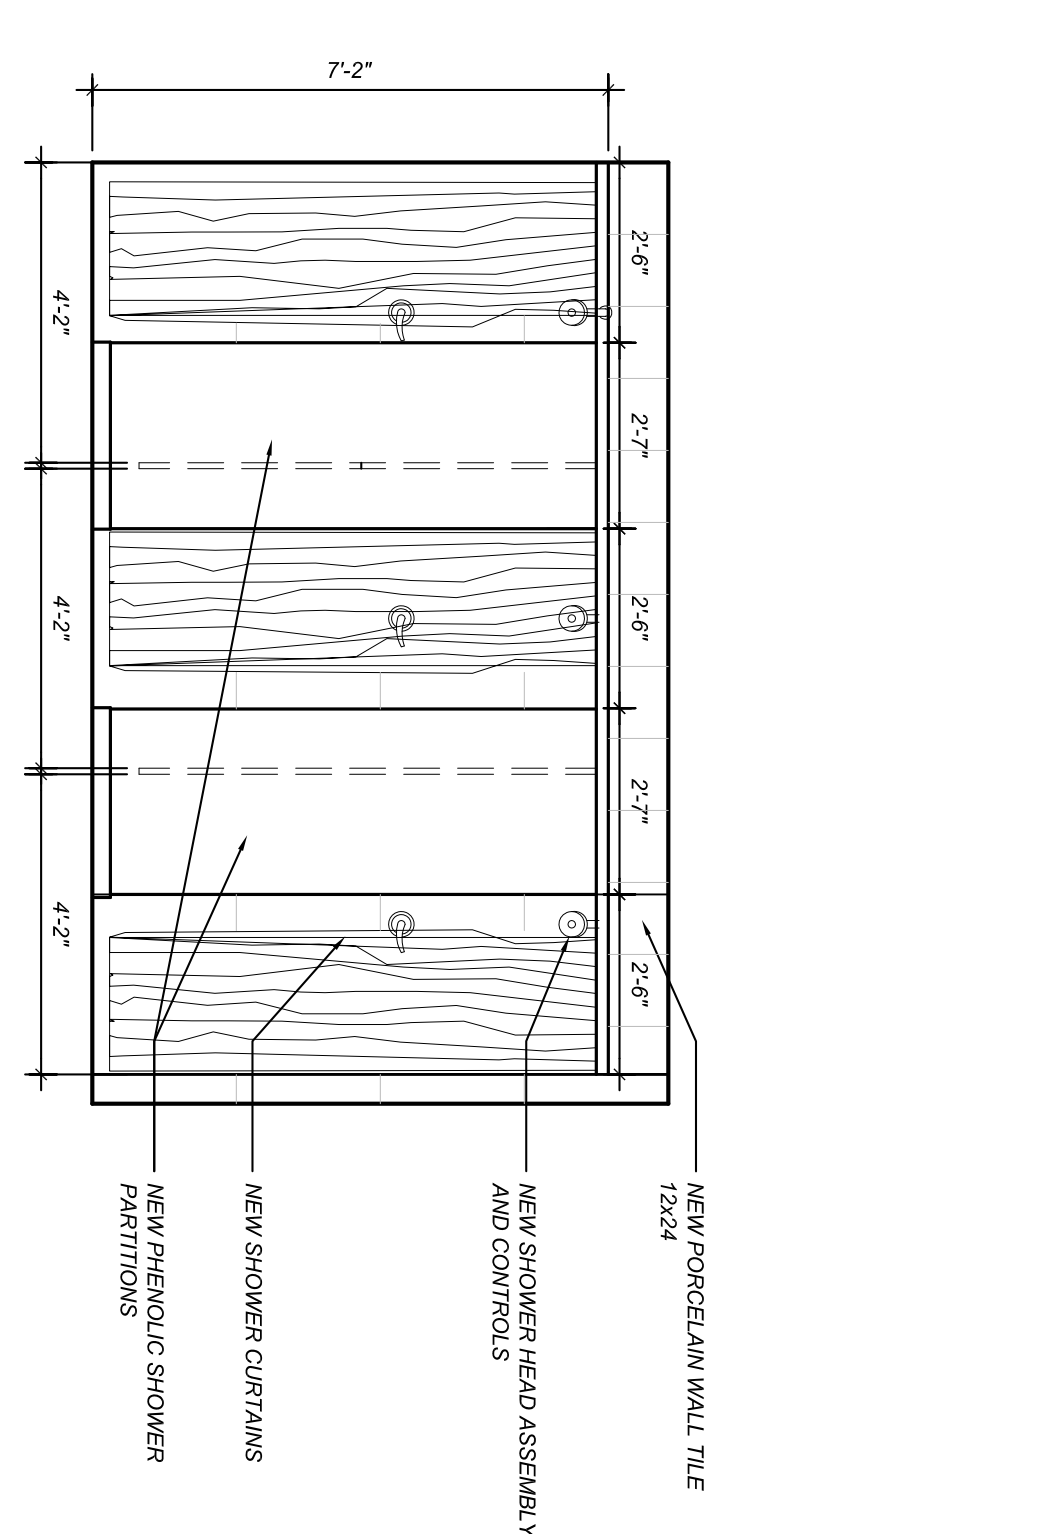 7'-2"
2'-6"
2'-7"
2'-6"
2'-7"
2'-6"
4'-2"
4'-2"
4'-2"
NEW PORCELAIN WALL TILE
12x24
NEW SHOWER HEAD ASSEMBLY
AND CONTROLS
NEW SHOWER CURTAINS
NEW PHENOLIC SHOWER
PARTITIONS